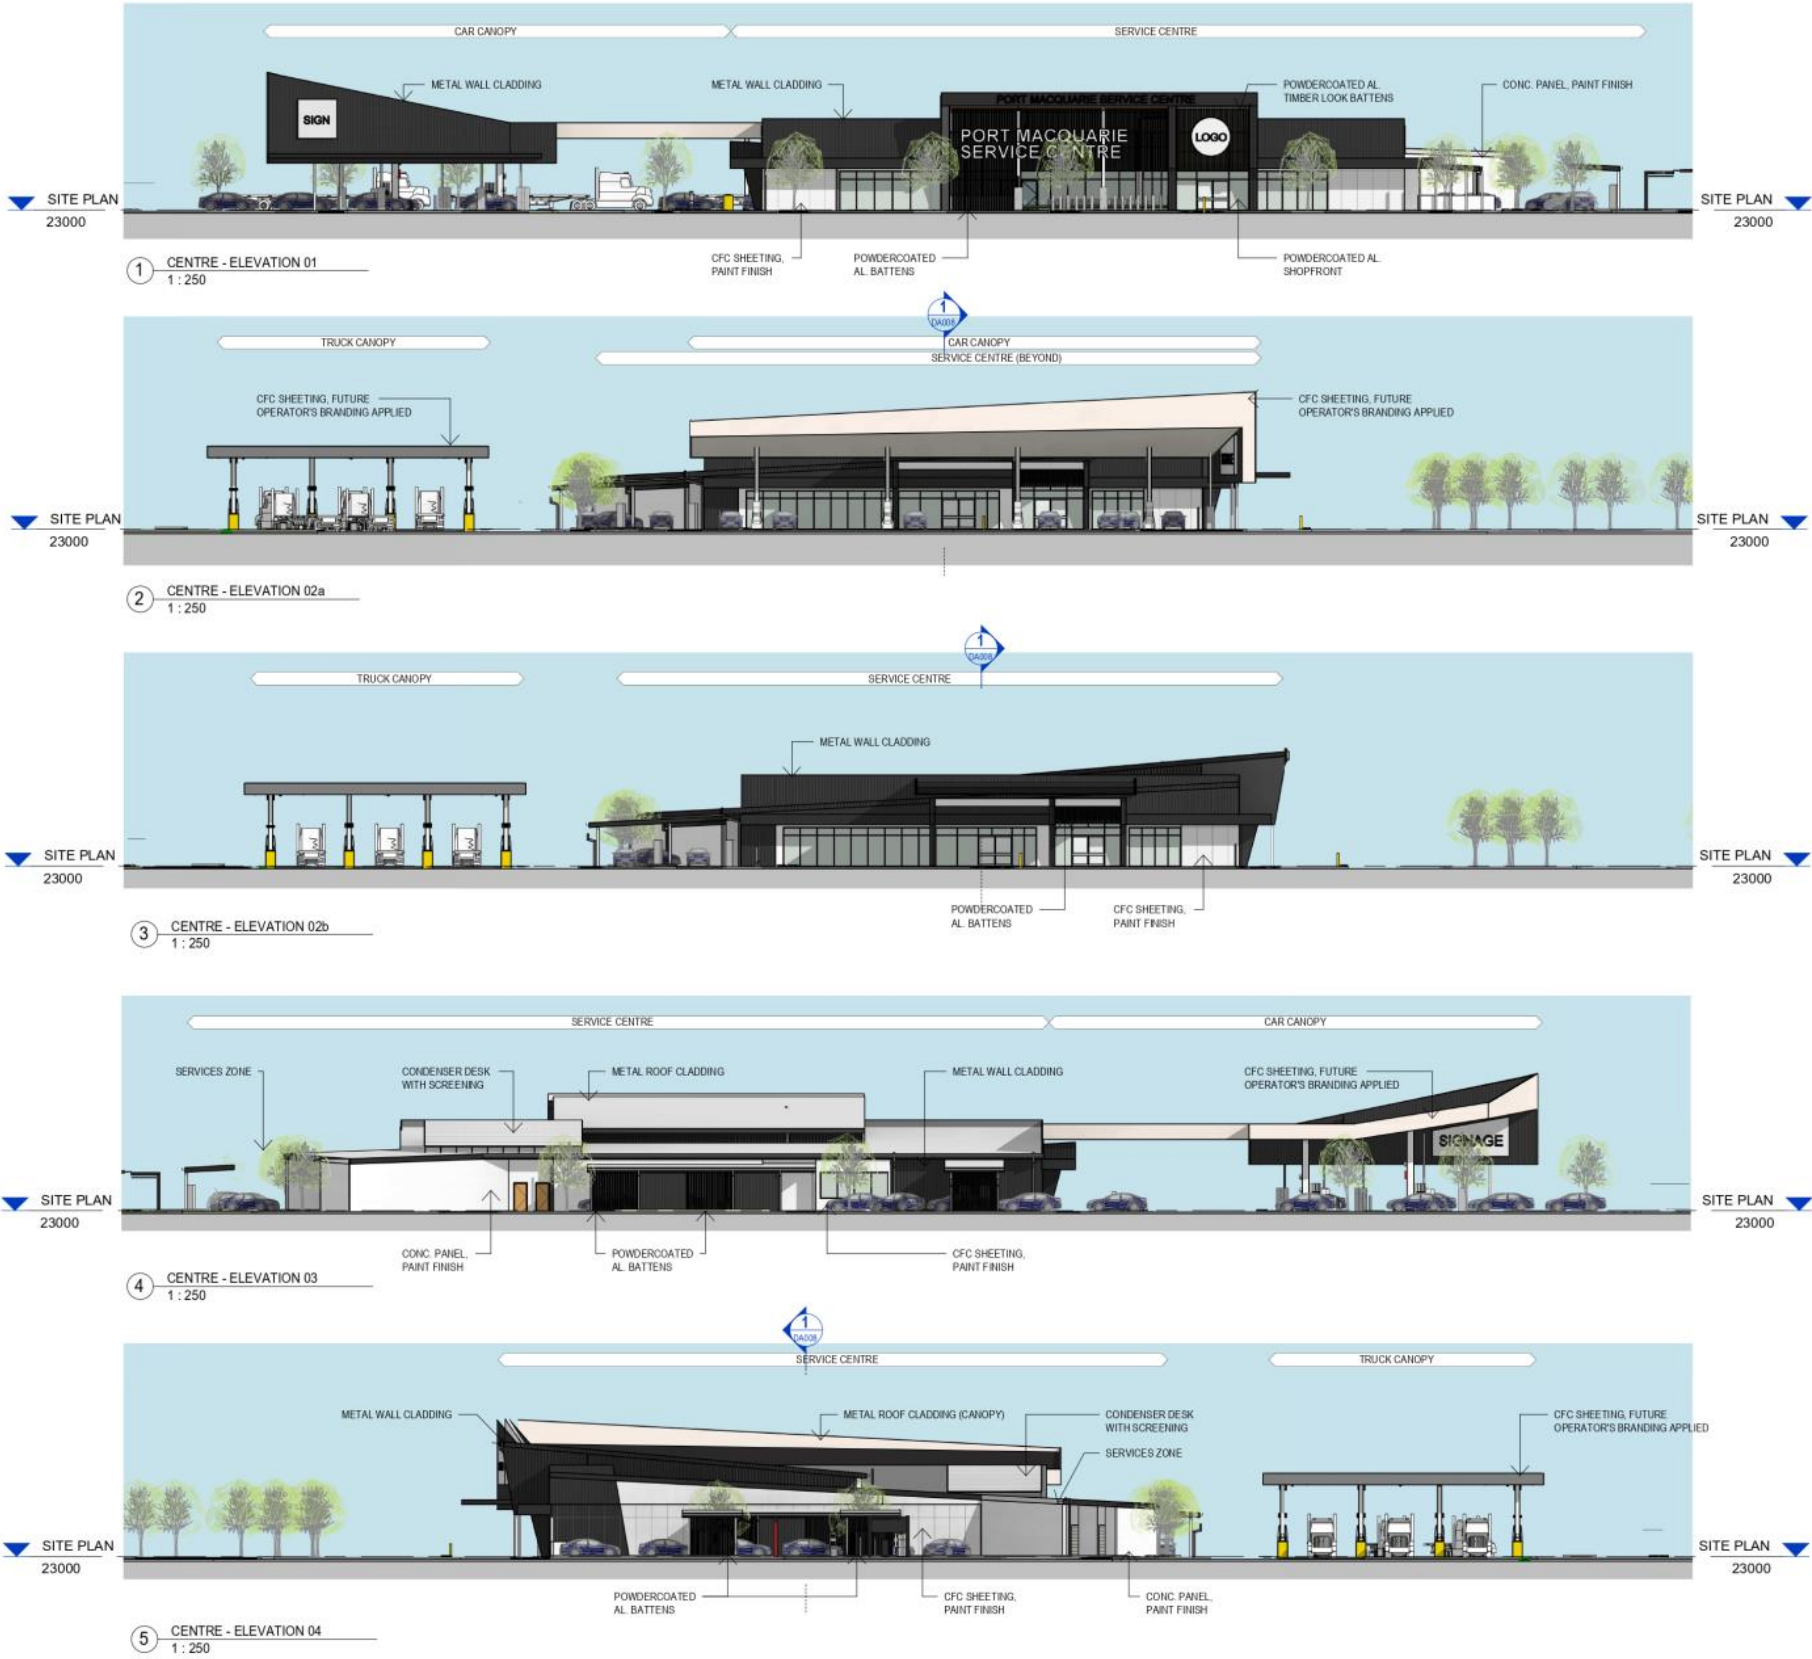 CAR CANOPY
SERVICE CENTRE
METAL WALL CLADDING
METAL WALL CLADDING
POWDERCOATED AL.
TIMBER LOOK BATTENS
CONC. PANEL, PAINT FINISH
SIGN
PORT MACQUARIE SERVICE CENTRE
PORT MACQUARIE
SERVICE CENTRE
LOGO
SITE PLAN
23000
SITE PLAN
23000
CFC SHEETING,
PAINT FINISH
POWDERCOATED
AL. BATTENS
POWDERCOATED AL.
SHOPFRONT
1
CENTRE - ELEVATION 01
1 : 250
1
DA008
TRUCK CANOPY
CAR CANOPY
SERVICE CENTRE (BEYOND)
CFC SHEETING, FUTURE
OPERATOR'S BRANDING APPLIED
CFC SHEETING, FUTURE
OPERATOR'S BRANDING APPLIED
SITE PLAN
23000
SITE PLAN
23000
2
CENTRE - ELEVATION 02a
1 : 250
1
DA008
TRUCK CANOPY
SERVICE CENTRE
METAL WALL CLADDING
SITE PLAN
23000
SITE PLAN
23000
POWDERCOATED
AL. BATTENS
CFC SHEETING,
PAINT FINISH
3
CENTRE - ELEVATION 02b
1 : 250
SERVICE CENTRE
CAR CANOPY
SERVICES ZONE
CONDENSER DESK
WITH SCREENING
METAL ROOF CLADDING
METAL WALL CLADDING
CFC SHEETING, FUTURE
OPERATOR'S BRANDING APPLIED
SIGNAGE
SITE PLAN
23000
SITE PLAN
23000
CONC. PANEL,
PAINT FINISH
POWDERCOATED
AL. BATTENS
CFC SHEETING,
PAINT FINISH
4
CENTRE - ELEVATION 03
1 : 250
1
DA008
SERVICE CENTRE
TRUCK CANOPY
METAL WALL CLADDING
METAL ROOF CLADDING (CANOPY)
CONDENSER DESK
WITH SCREENING
SERVICES ZONE
CFC SHEETING, FUTURE
OPERATOR'S BRANDING APPLIED
SITE PLAN
23000
SITE PLAN
23000
POWDERCOATED
AL. BATTENS
CFC SHEETING,
PAINT FINISH
CONC. PANEL,
PAINT FINISH
5
CENTRE - ELEVATION 04
1 : 250